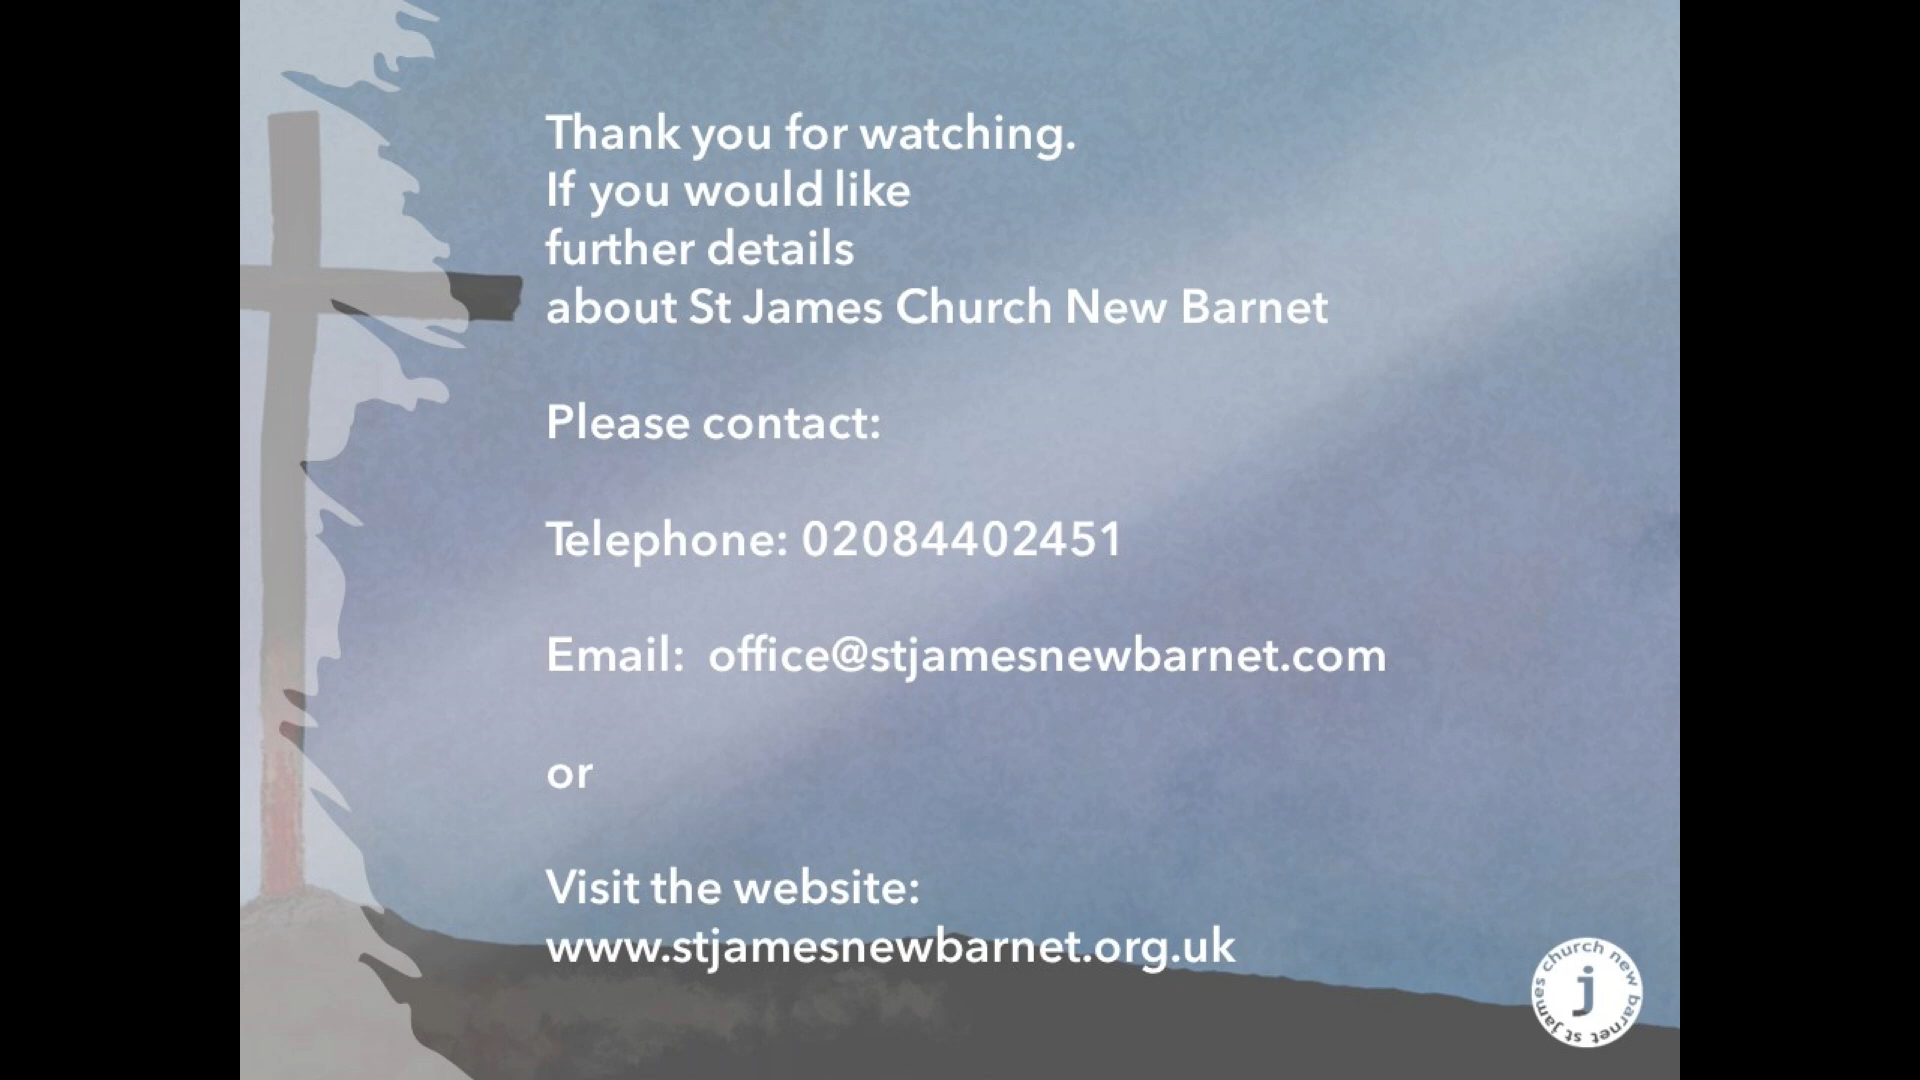 Thank you for watching.
If you would like
further details
about St James Church New Barnet
Please contact:
Telephone: 02084402451
Email:  office@stjamesnewbarnet.com
or
Visit the website:
www.stjamesnewbarnet.org.uk
st james church new barnet
j